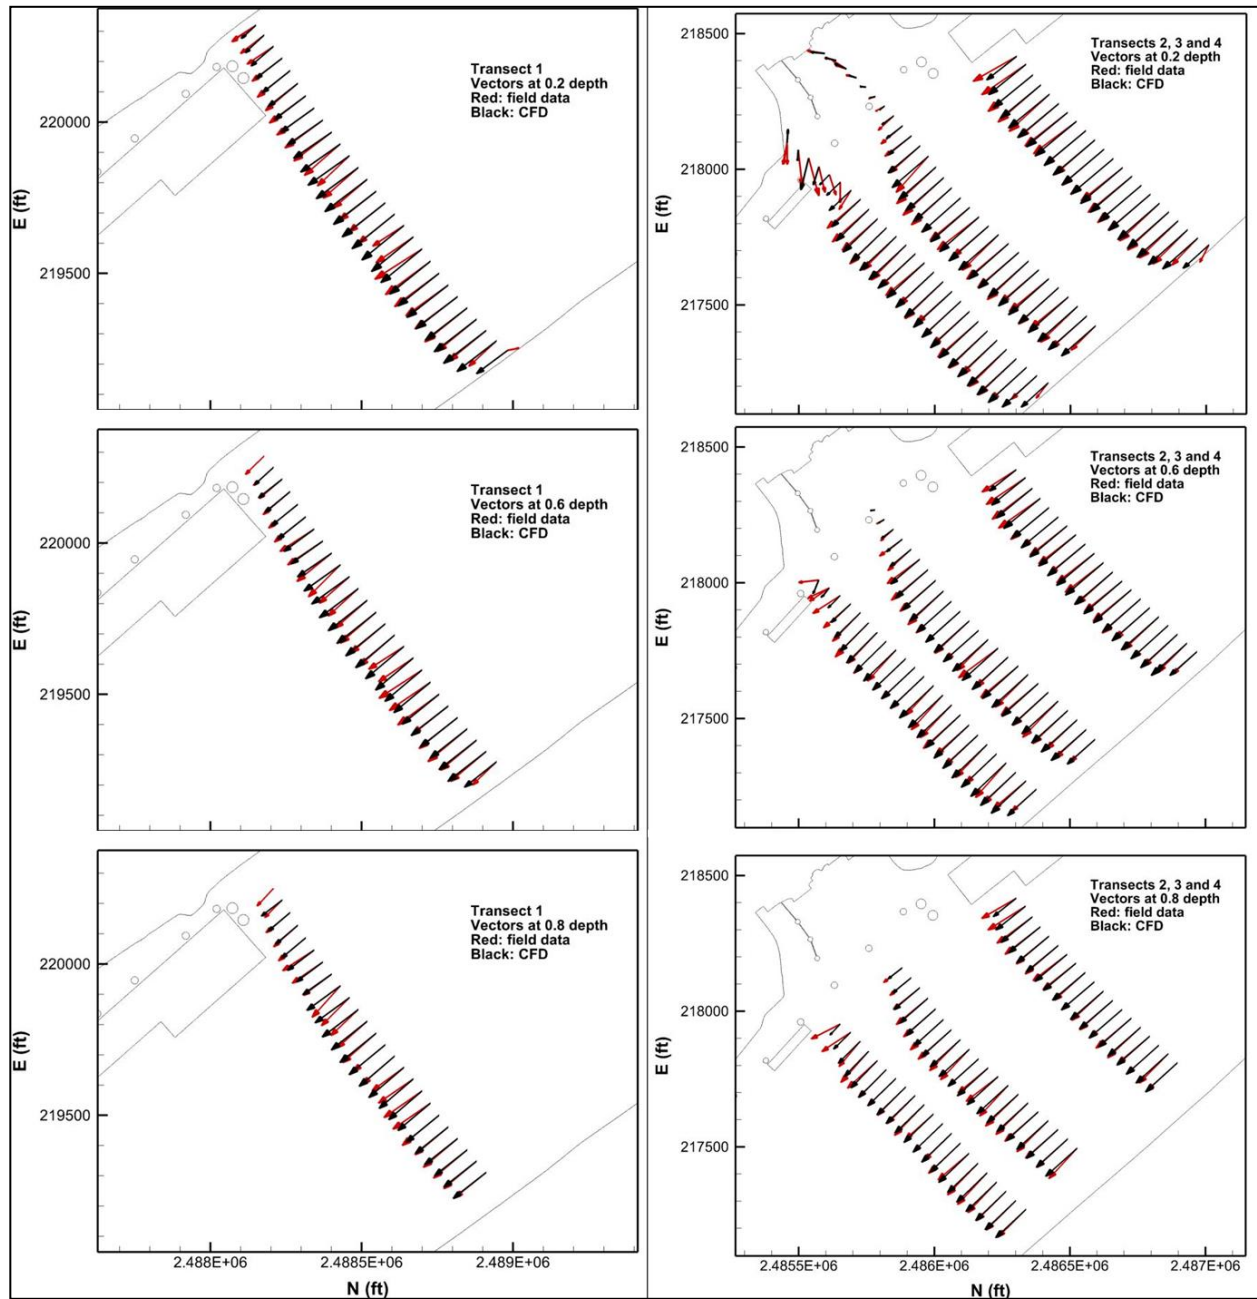 Transect 1
Vectors at 0.2 depth
Red: field data
Black: CFD
220000
219500
E (ft)
Transects 2, 3 and 4
Vectors at 0.2 depth
Red: field data
Black: CFD
218500
218000
217500
E (ft)
Transect 1
Vectors at 0.6 depth
Red: field data
Black: CFD
220000
219500
E (ft)
Transects 2, 3 and 4
Vectors at 0.6 depth
Red: field data
Black: CFD
218500
218000
217500
E (ft)
Transect 1
Vectors at 0.8 depth
Red: field data
Black: CFD
220000
219500
E (ft)
2.488E+06 2.4885E+06 2.489E+06
N (ft)
Transects 2, 3 and 4
Vectors at 0.8 depth
Red: field data
Black: CFD
218500
218000
217500
E (ft)
2.4855E+06 2.486E+06 2.4865E+06 2.487E+06
N (ft)